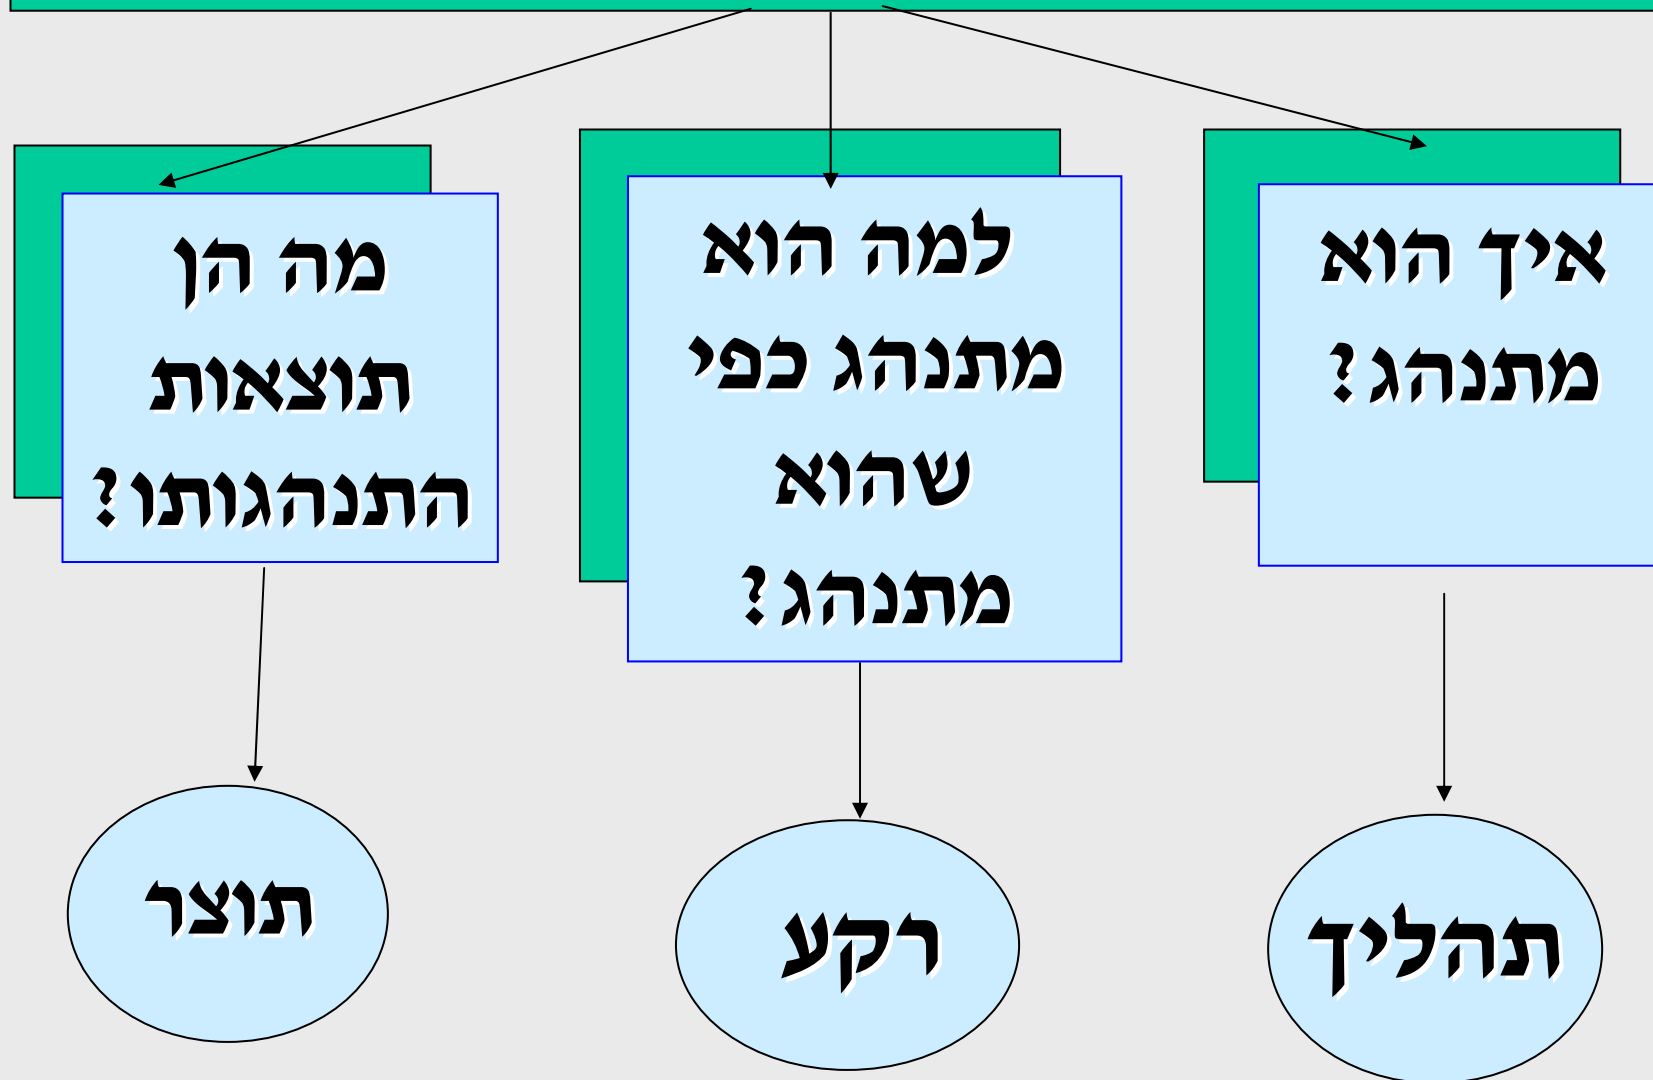 איך הוא
מתנהג?
למה הוא
מתנהג כפי
שהוא
מתנהג?
מה הן
תוצאות
התנהגותו?
תהליך
רקע
תוצר